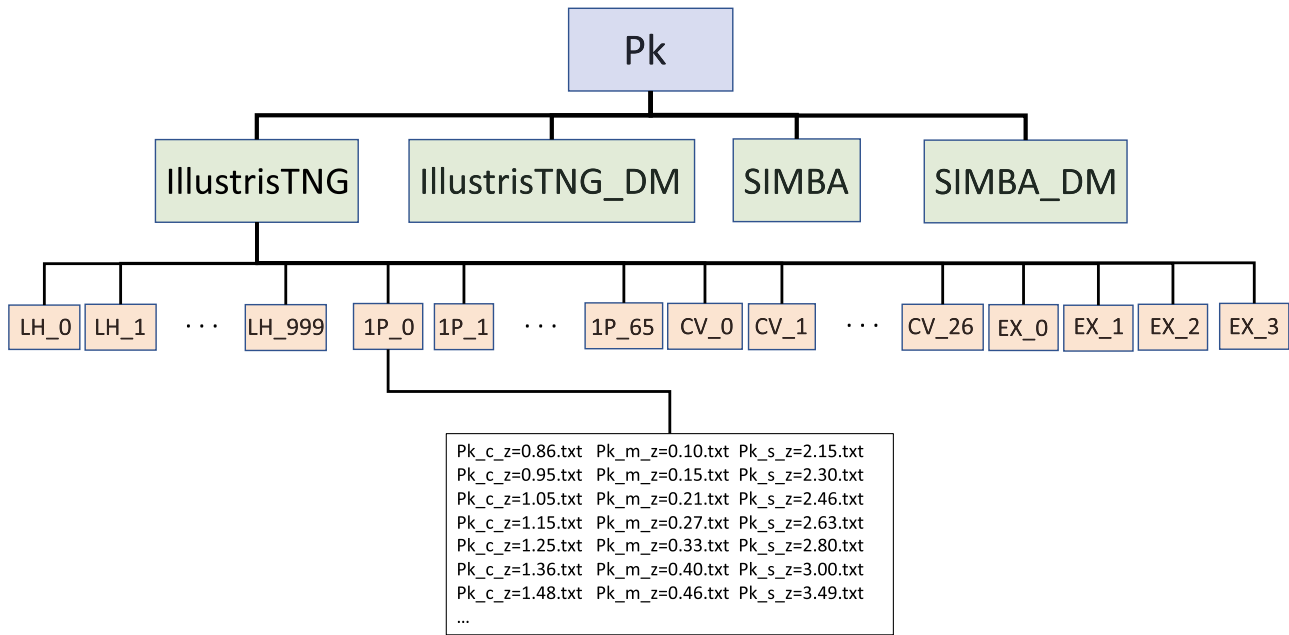 Pk
IllustrisTNG IllustrisTNG_DM SIMBA SIMBA_DM
LH_0 LH_1 ... LH_999 1P_0 1P_1 ... 1P_65 CV_0 CV_1 ... CV_26 EX_0 EX_1 EX_2 EX_3
Pk_c_z=0.86.txt Pk_m_z=0.10.txt Pk_s_z=2.15.txt
Pk_c_z=0.95.txt Pk_m_z=0.15.txt Pk_s_z=2.30.txt
Pk_c_z=1.05.txt Pk_m_z=0.21.txt Pk_s_z=2.46.txt
Pk_c_z=1.15.txt Pk_m_z=0.27.txt Pk_s_z=2.63.txt
Pk_c_z=1.25.txt Pk_m_z=0.33.txt Pk_s_z=2.80.txt
Pk_c_z=1.36.txt Pk_m_z=0.40.txt Pk_s_z=3.00.txt
Pk_c_z=1.48.txt Pk_m_z=0.46.txt Pk_s_z=3.49.txt
...